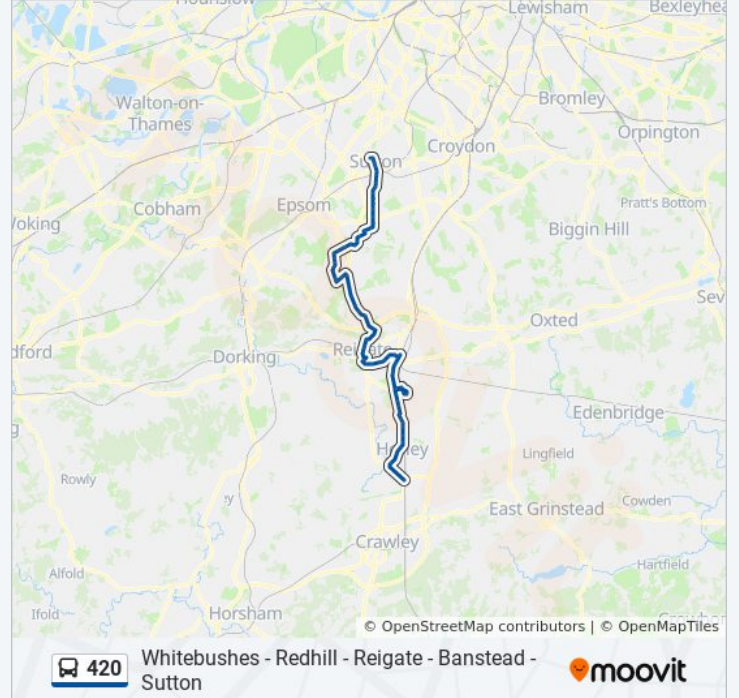 Hounslow
Lewisham
Walton-on-
Thames
Bromley
Orpington
Sutton
Croydon
Cobham
Epsom
Pratt's Bottom
Woking
Biggin Hill
Sev
Oxted
dford
Dorking
Reigate
Edenbridge
g
Horley
Rowly
Lingfield
ey
East Grinstead
Cowden
Crawley
Hartfield
Alfold
Ifold
Horsham
© OpenStreetMap contributors | © OpenMapTiles
420
Whitebushes - Redhill - Reigate - Banstead -
Sutton
moovit